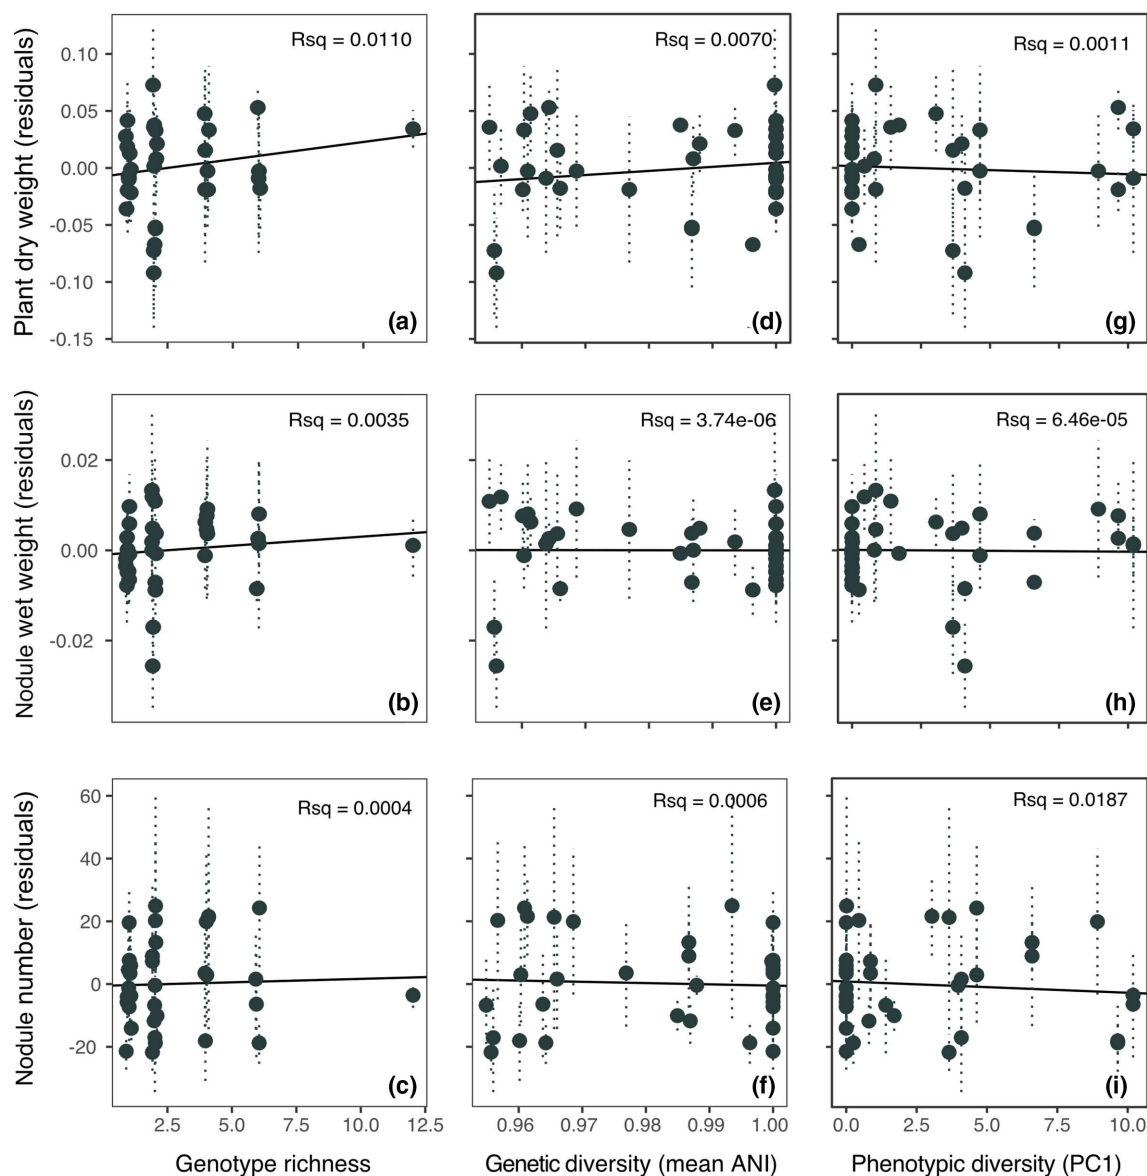 Plant dry weight (residuals)
0.10
0.05
0.00
-0.05
-0.10
-0.15
Rsq = 0.0110
(a)
Rsq = 0.0070
(d)
Rsq = 0.0011
(g)
Nodule wet weight (residuals)
0.02
0.00
-0.02
Rsq = 0.0035
(b)
Rsq = 3.74e-06
(e)
Rsq = 6.46e-05
(h)
Nodule number (residuals)
60
40
20
0
-20
Rsq = 0.0004
(c)
Rsq = 0.0006
(f)
Rsq = 0.0187
(i)
2.5 5.0 7.5 10.0 12.5
0.96 0.97 0.98 0.99 1.00
0.0 2.5 5.0 7.5 10.0
Genotype richness
Genetic diversity (mean ANI)
Phenotypic diversity (PC1)